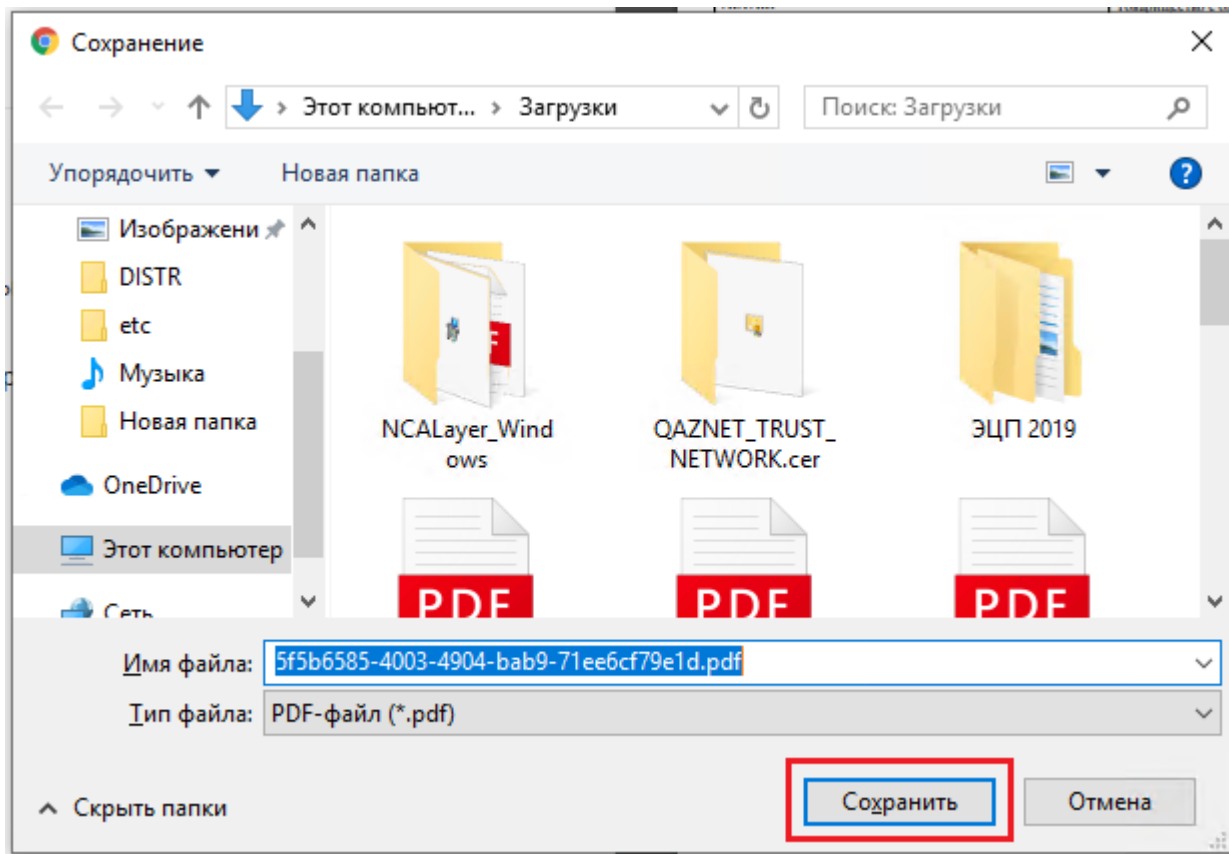 Сохранение
Этот компьют... > Загрузки
Поиск: Загрузки
Упорядочить
Новая папка
Изображени
DISTR
etc
Музыка
Новая папка
OneDrive
Этот компьютер
Сеть
NCALayer_Wind
ows
QAZNET_TRUST_
NETWORK.cer
ЭЦП 2019
PDF
PDF
PDF
Имя файла: 5f5b6585-4003-4904-bab9-71ee6cf79e1d.pdf
Тип файла: PDF-файл (*.pdf)
Скрыть папки
Сохранить
Отмена